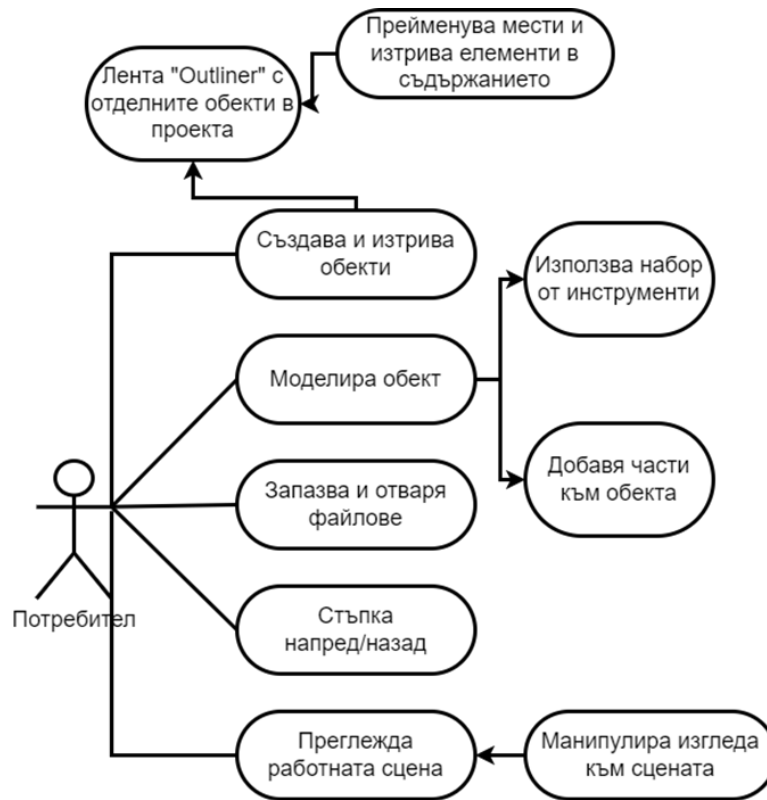 Прейменува мести и
изтрива елементи в
съдържанието
Лента "Outliner" с
отделните обекти в
проекта
Създава и изтрива
обекти
Използва набор
от инструменти
Моделира обект
Добавя части
към обекта
Запазва и отваря
файлове
Потребител
Стъпка
напред/назад
Преглежда
работната сцена
Манипулира изгледа
към сцената